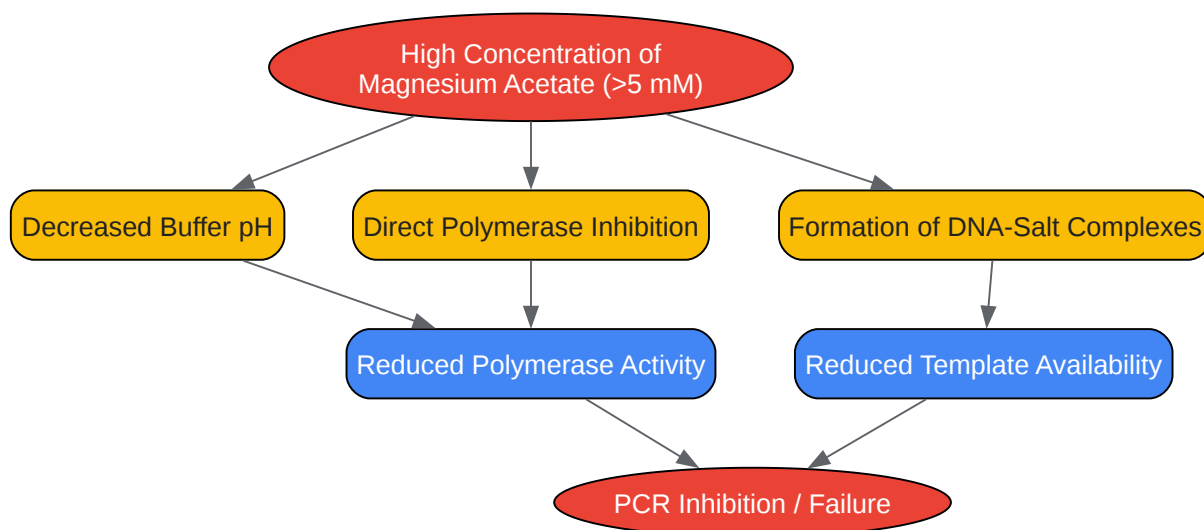 High Concentration of
Magnesium Acetate (>5 mM)
Decreased Buffer pH
Direct Polymerase Inhibition
Formation of DNA-Salt Complexes
Reduced Polymerase Activity
Reduced Template Availability
PCR Inhibition / Failure